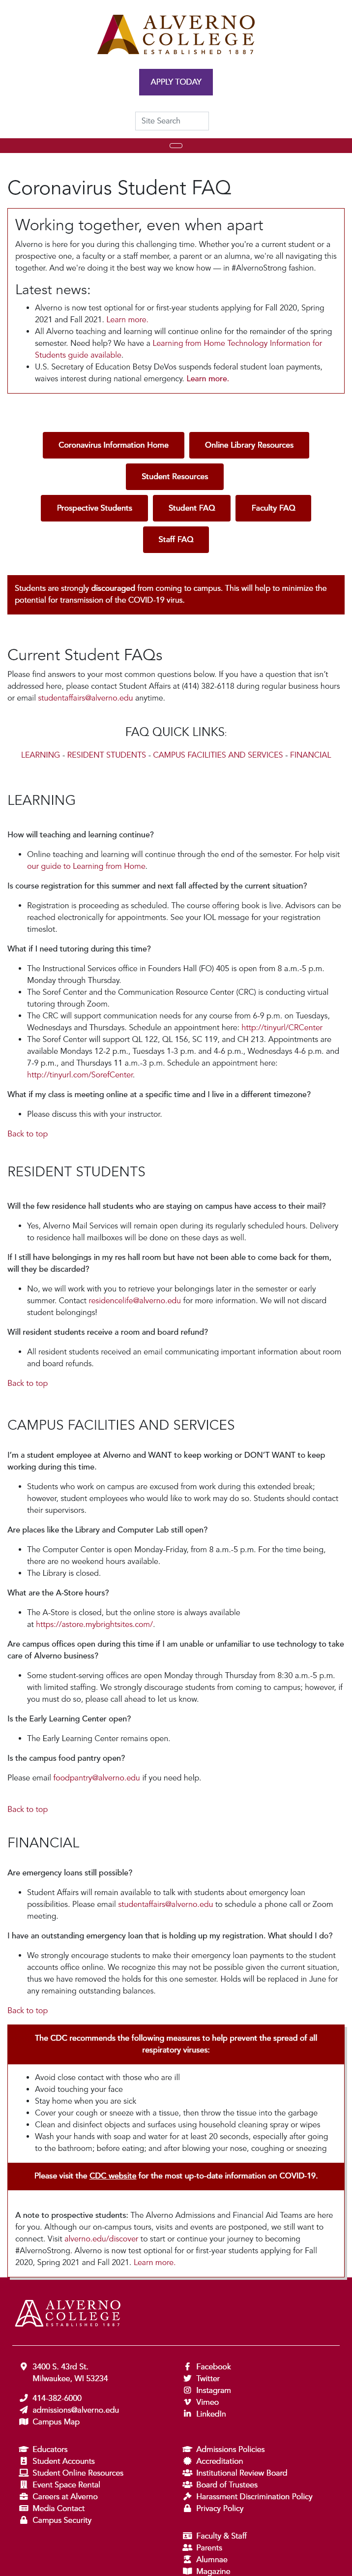 ALVERNO
COLLEGE
ESTABLISHED 1887
APPLY TODAY
Site Search
Coronavirus Student FAQ
Working together, even when apart
Alverno is here for you during this challenging time. Whether you're a current student or a
prospective one, a faculty or a staff member, a parent or an alumna, we're all navigating this
together. And we're doing it the best way we know how — in #AlvernoStrong fashion.
Latest news:
• Alverno is now test optional for or first-year students applying for Fall 2020, Spring
2021 and Fall 2021. Learn more.
• All Alverno teaching and learning will continue online for the remainder of the spring
semester. Need help? We have a Learning from Home Technology Information for
Students guide available.
• U.S. Secretary of Education Betsy DeVos suspends federal student loan payments,
waives interest during national emergency. Learn more.
Coronavirus Information Home
Online Library Resources
Student Resources
Prospective Students
Student FAQ
Faculty FAQ
Staff FAQ
Students are strongly discouraged from coming to campus. This will help to minimize the
potential for transmission of the COVID-19 virus.
Current Student FAQs
Please find answers to your most common questions below. If you have a question that isn't
addressed here, please contact Student Affairs at (414) 382-6118 during regular business hours
or email studentaffairs@alverno.edu anytime.
FAQ QUICK LINKS:
LEARNING - RESIDENT STUDENTS - CAMPUS FACILITIES AND SERVICES - FINANCIAL
LEARNING
How will teaching and learning continue?
• Online teaching and learning will continue through the end of the semester. For help visit
our guide to Learning from Home.
Is course registration for this summer and next fall affected by the current situation?
• Registration is proceeding as scheduled. The course offering book is live. Advisors can be
reached electronically for appointments. See your IOL message for your registration
timeslot.
What if I need tutoring during this time?
• The Instructional Services office in Founders Hall (FO) 405 is open from 8 a.m.-5 p.m.
Monday through Thursday.
• The Soref Center and the Communication Resource Center (CRC) is conducting virtual
tutoring through Zoom.
• The CRC will support communication needs for any course from 6-9 p.m. on Tuesdays,
Wednesdays and Thursdays. Schedule an appointment here: http://tinyurl/CRCenter
• The Soref Center will support QL 122, QL 156, SC 119, and CH 213. Appointments are
available Mondays 12-2 p.m., Tuesdays 1-3 p.m. and 4-6 p.m., Wednesdays 4-6 p.m. and
7-9 p.m., and Thursdays 11 a.m.-3 p.m. Schedule an appointment here:
http://tinyurl.com/SorefCenter.
What if my class is meeting online at a specific time and I live in a different timezone?
• Please discuss this with your instructor.
Back to top
RESIDENT STUDENTS
Will the few residence hall students who are staying on campus have access to their mail?
• Yes, Alverno Mail Services will remain open during its regularly scheduled hours. Delivery
to residence hall mailboxes will be done on these days as well.
If I still have belongings in my res hall room but have not been able to come back for them,
will they be discarded?
• No, we will work with you to retrieve your belongings later in the semester or early
summer. Contact residencelife@alverno.edu for more information. We will not discard
student belongings!
Will resident students receive a room and board refund?
• All resident students received an email communicating important information about room
and board refunds.
Back to top
CAMPUS FACILITIES AND SERVICES
I'm a student employee at Alverno and WANT to keep working or DON'T WANT to keep
working during this time.
• Students who work on campus are excused from work during this extended break;
however, student employees who would like to work may do so. Students should contact
their supervisors.
Are places like the Library and Computer Lab still open?
• The Computer Center is open Monday-Friday, from 8 a.m.-5 p.m. For the time being,
there are no weekend hours available.
• The Library is closed.
What are the A-Store hours?
• The A-Store is closed, but the online store is always available
at https://astore.mybrightsites.com/.
Are campus offices open during this time if I am unable or unfamiliar to use technology to take
care of Alverno business?
• Some student-serving offices are open Monday through Thursday from 8:30 a.m.-5 p.m.
with limited staffing. We strongly discourage students from coming to campus; however, if
you must do so, please call ahead to let us know.
Is the Early Learning Center open?
• The Early Learning Center remains open.
Is the campus food pantry open?
Please email foodpantry@alverno.edu if you need help.
Back to top
FINANCIAL
Are emergency loans still possible?
• Student Affairs will remain available to talk with students about emergency loan
possibilities. Please email studentaffairs@alverno.edu to schedule a phone call or Zoom
meeting.
I have an outstanding emergency loan that is holding up my registration. What should I do?
• We strongly encourage students to make their emergency loan payments to the student
accounts office online. We recognize this may not be possible given the current situation,
thus we have removed the holds for this one semester. Holds will be replaced in June for
any remaining outstanding balances.
Back to top
The CDC recommends the following measures to help prevent the spread of all
respiratory viruses:
• Avoid close contact with those who are ill
• Avoid touching your face
• Stay home when you are sick
• Cover your cough or sneeze with a tissue, then throw the tissue into the garbage
• Clean and disinfect objects and surfaces using household cleaning spray or wipes
• Wash your hands with soap and water for at least 20 seconds, especially after going
to the bathroom; before eating; and after blowing your nose, coughing or sneezing
Please visit the CDC website for the most up-to-date information on COVID-19.
A note to prospective students: The Alverno Admissions and Financial Aid Teams are here
for you. Although our on-campus tours, visits and events are postponed, we still want to
connect. Visit alverno.edu/discover to start or continue your journey to becoming
#AlvernoStrong. Alverno is now test optional for or first-year students applying for Fall
2020, Spring 2021 and Fall 2021. Learn more.
ALVERNO
COLLEGE
ESTABLISHED 1887
3400 S. 43rd St.
Milwaukee, WI 53234
414-382-6000
admissions@alverno.edu
Campus Map
Facebook
Twitter
Instagram
Vimeo
LinkedIn
Educators
Student Accounts
Student Online Resources
Event Space Rental
Careers at Alverno
Media Contact
Campus Security
Admissions Policies
Accreditation
Institutional Review Board
Board of Trustees
Harassment Discrimination Policy
Privacy Policy
Faculty & Staff
Parents
Alumnae
Magazine